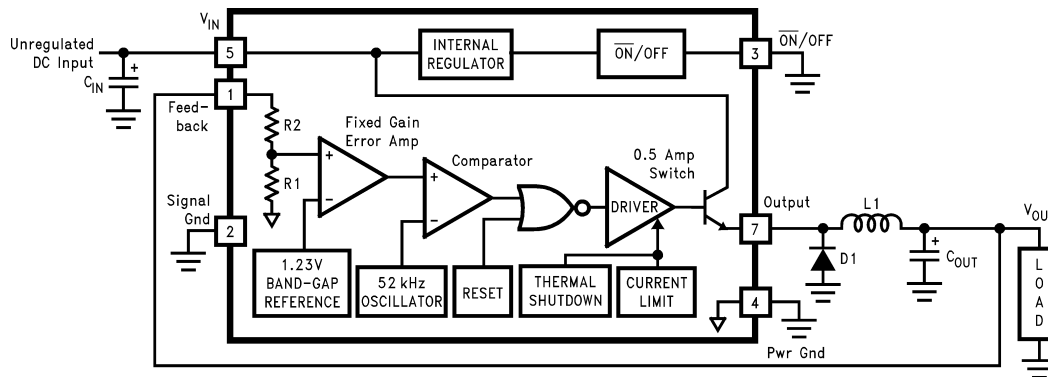 V_IN
Unregulated
DC Input
+
C_IN
5
INTERNAL
REGULATOR
O̅N̅/OFF
3
O̅N̅/OFF
1
Feed-
back
R2
R1
Fixed Gain
Error Amp
+
−
Comparator
+
−
0.5 Amp
Switch
DRIVER
Signal
Gnd
2
Output
7
L1
D1
+
C_OUT
V_OU
L
O
A
D
1.23V
BAND-GAP
REFERENCE
52 kHz
OSCILLATOR
RESET
THERMAL
SHUTDOWN
CURRENT
LIMIT
4
Pwr Gnd